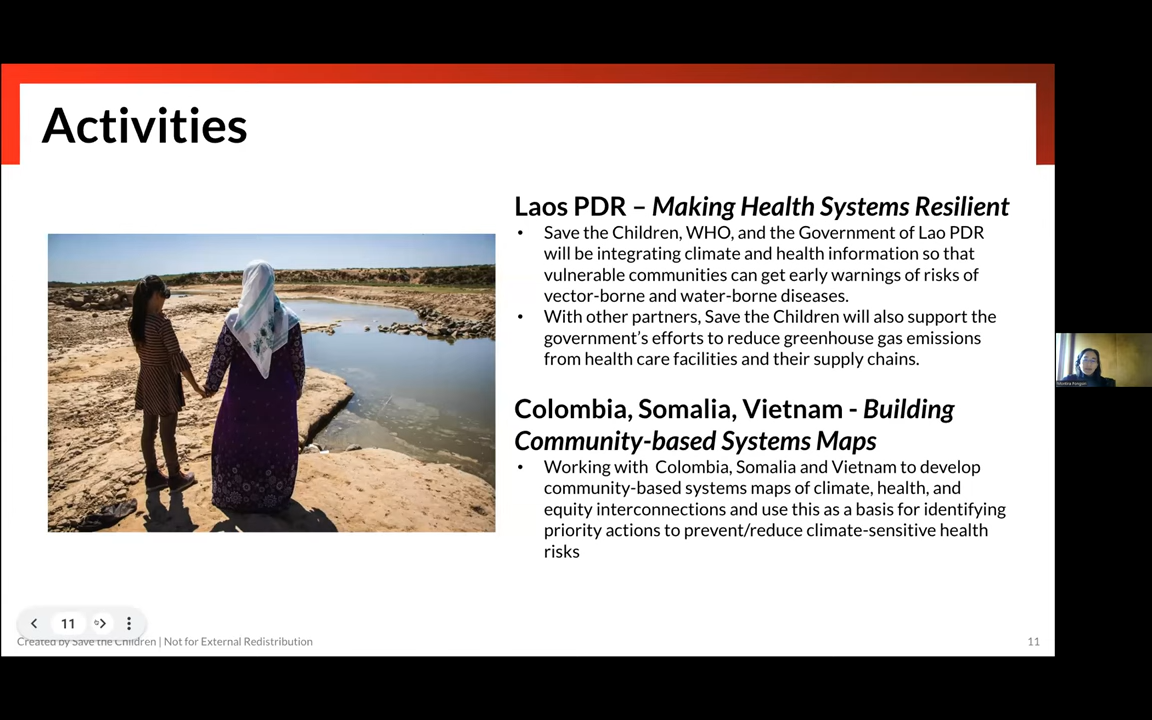 Activities
Laos PDR – Making Health Systems Resilient
• Save the Children, WHO, and the Government of Lao PDR
will be integrating climate and health information so that
vulnerable communities can get early warnings of risks of
vector-borne and water-borne diseases.
• With other partners, Save the Children will also support the
government’s efforts to reduce greenhouse gas emissions
from health care facilities and their supply chains.
Colombia, Somalia, Vietnam - Building
Community-based Systems Maps
• Working with Colombia, Somalia and Vietnam to develop
community-based systems maps of climate, health, and
equity interconnections and use this as a basis for identifying
priority actions to prevent/reduce climate-sensitive health
risks
11
Created by Save the Children | Not for External Redistribution
11